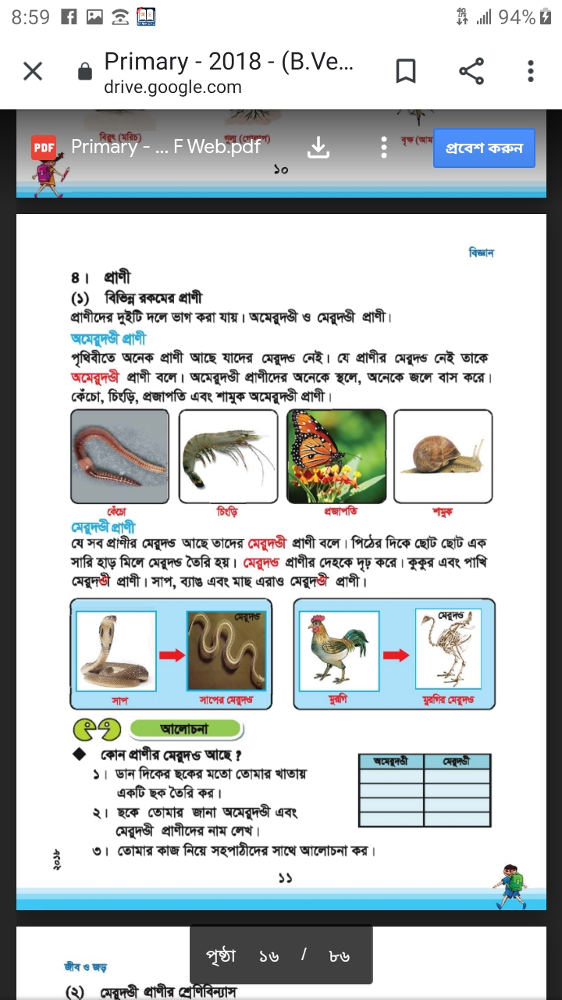 8:59
4G LTE
94%
Primary - 2018 - (B.Ve...
drive.google.com
বিরুৎ (মরিচ)
গুল্ম (গোলাপ)
বৃক্ষ (আম
PDF
Primary - ... F Web.pdf
প্রবেশ করুন
১০
বিজ্ঞান
৪। প্রাণী
(১) বিভিন্ন রকমের প্রাণী
প্রাণীদের দুইটি দলে ভাগ করা যায়। অমেরুদণ্ডী ও মেরুদণ্ডী প্রাণী।
অমেরুদণ্ডী প্রাণী
পৃথিবীতে অনেক প্রাণী আছে যাদের মেরুদণ্ড নেই। যে প্রাণীর মেরুদণ্ড নেই তাকে
অমেরুদণ্ডী প্রাণী বলে। অমেরুদণ্ডী প্রাণীদের অনেকে স্থলে, অনেকে জলে বাস করে।
কেঁচো, চিংড়ি, প্রজাপতি এবং শামুক অমেরুদণ্ডী প্রাণী।
কেঁচো
চিংড়ি
প্রজাপতি
শামুক
মেরুদণ্ডী প্রাণী
যে সব প্রাণীর মেরুদণ্ড আছে তাদের মেরুদণ্ডী প্রাণী বলে। পিঠের দিকে ছোট ছোট এক
সারি হাড় মিলে মেরুদণ্ড তৈরি হয়। মেরুদণ্ড প্রাণীর দেহকে দৃঢ় করে। কুকুর এবং পাখি
মেরুদণ্ডী প্রাণী। সাপ, ব্যাঙ এবং মাছ এরাও মেরুদণ্ডী প্রাণী।
মেরুদণ্ড
মেরুদণ্ড
সাপ
সাপের মেরুদণ্ড
মুরগি
মুরগির মেরুদণ্ড
আলোচনা
কোন প্রাণীর মেরুদণ্ড আছে?
১। ডান দিকের ছকের মতো তোমার খাতায়
একটি ছক তৈরি কর।
২। ছকে তোমার জানা অমেরুদণ্ডী এবং
মেরুদণ্ডী প্রাণীদের নাম লেখ।
৩। তোমার কাজ নিয়ে সহপাঠীদের সাথে আলোচনা কর।
অমেরুদণ্ডী
মেরুদণ্ডী
২০১৮
১১
পৃষ্ঠা ১৬ / ৮৬
জীব ও জড়
(২) মেরুদণ্ডী প্রাণীর শ্রেণিবিন্যাস